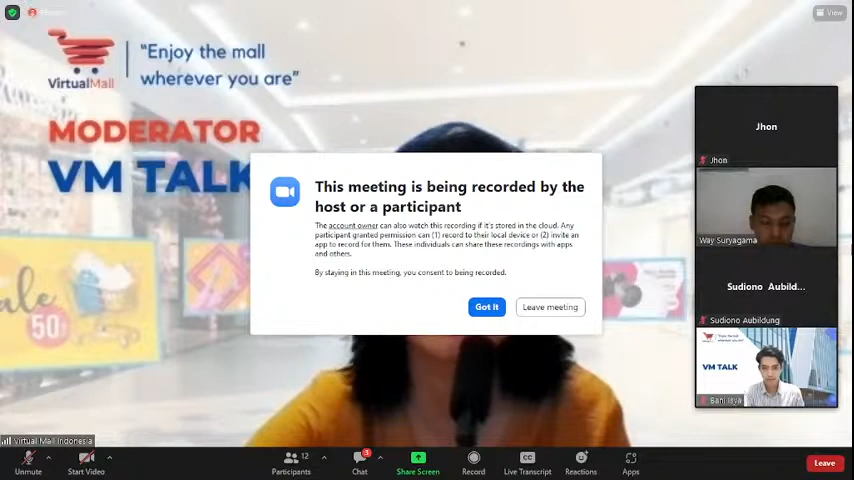 View
"Enjoy the mall
wherever you are"
VirtualMall
MODERATOR
VM TALK
This meeting is being recorded by the
host or a participant
The account owner can also watch this recording if it's stored in the cloud. Any
participant granted permission can (1) record to their local device or (2) invite an
app to record for them. These individuals can share these recordings with apps
and others.
By staying in this meeting, you consent to being recorded.
Got it
Leave meeting
Jhon
Jhon
Way Suryagama
Sudiono Aubild...
Sudiono Aubildung
VM TALK
Bani Isya
ale
50
Virtual Mall Indonesia
Unmute
Start Video
12
Participants
3
Chat
Share Screen
Record
CC
Live Transcript
Reactions
Apps
Leave